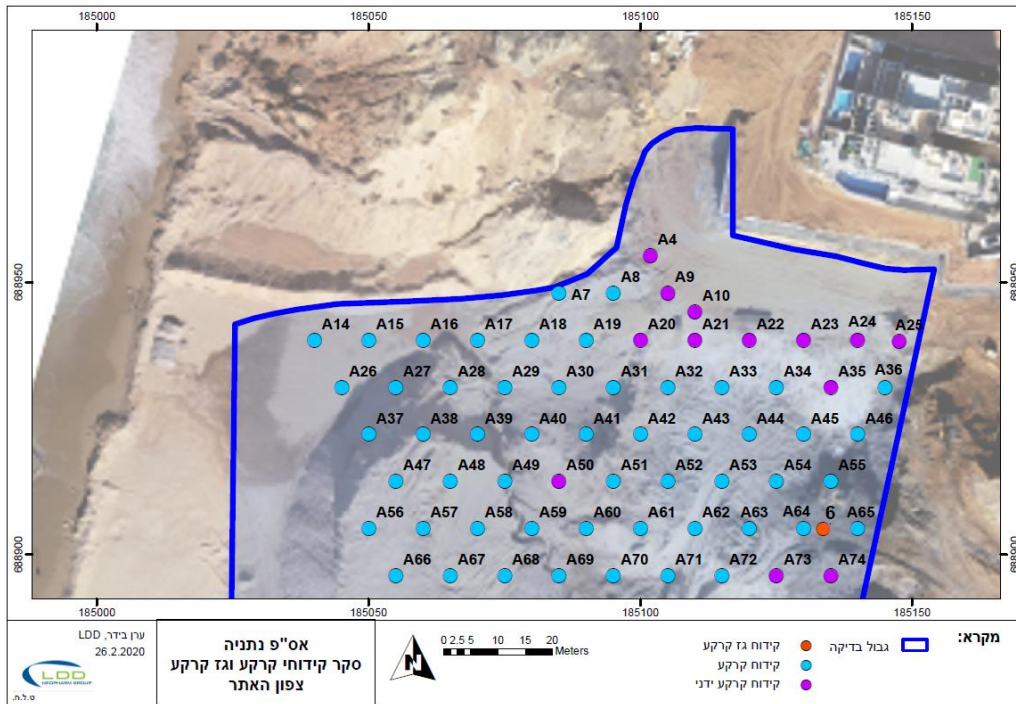 185000 185050 185100 185150
688950 688950
688900 688900
A4
A7 A8 A9
A10
A14 A15 A16 A17 A18 A19 A20 A21 A22 A23 A24 A25
A26 A27 A28 A29 A30 A31 A32 A33 A34 A35 A36
A37 A38 A39 A40 A41 A42 A43 A44 A45 A46
A47 A48 A49 A50 A51 A52 A53 A54 A55
A56 A57 A58 A59 A60 A61 A62 A63 A64 6 A65
A66 A67 A68 A69 A70 A71 A72 A73 A74
185000 185050 185100 185150
מקרא:
גבול בדיקה
קידוח גז קרקע
קידוח קרקע
קידוח קרקע ידני
N
0 2.5 5 10 15 20
Meters
אס"פ נתניה
סקר קידוחי קרקע וגז קרקע
צפון האתר
ערן בידר, LDD
26.2.2020
LDD
NEOPHARM GROUP
ט.ל.ח.